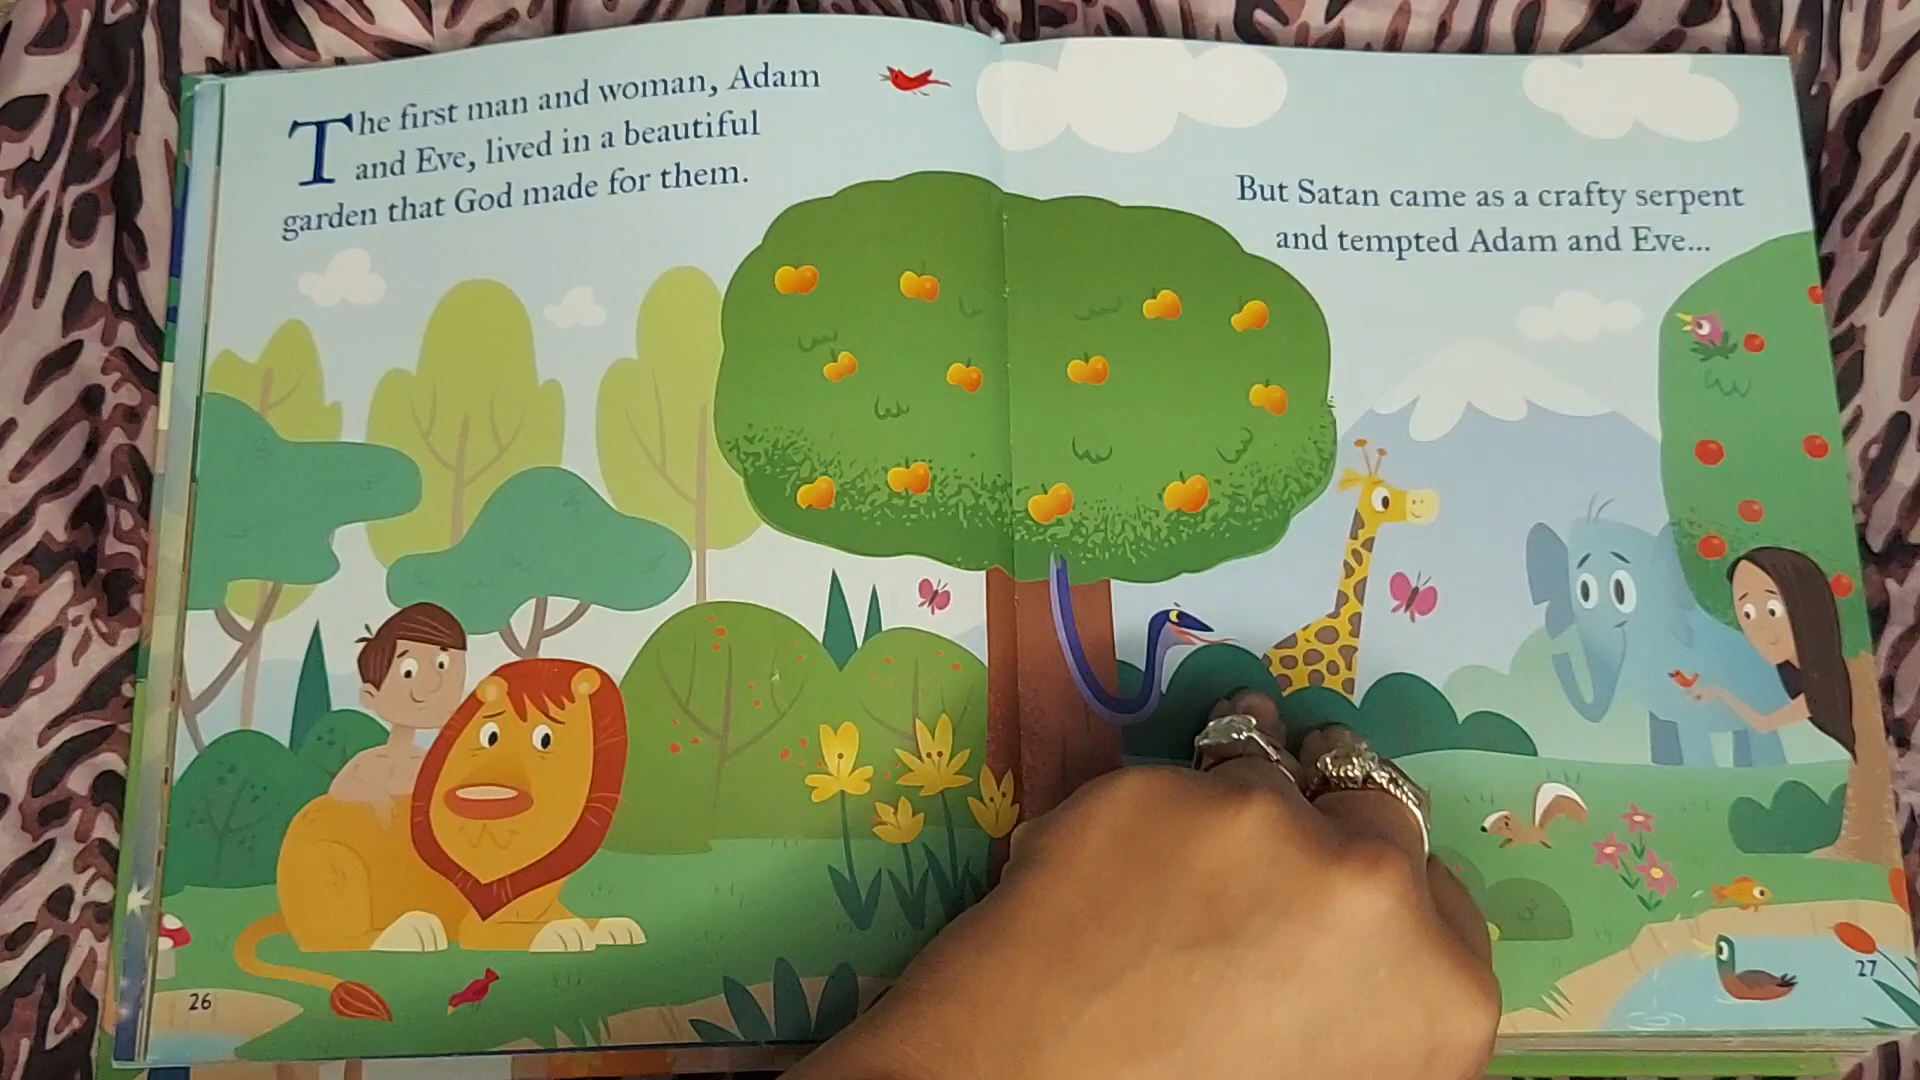 The first man and woman, Adam
and Eve, lived in a beautiful
garden that God made for them.
But Satan came as a crafty serpent
and tempted Adam and Eve...
26
27